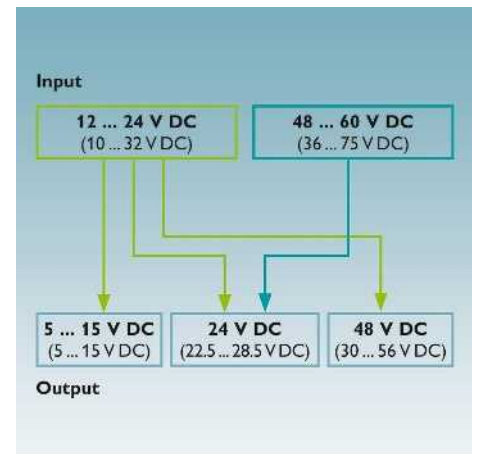 Input
12 ... 24 V DC
(10 ... 32 V DC)
48 ... 60 V DC
(36 ... 75 V DC)
5 ... 15 V DC
(5 ... 15 V DC)
24 V DC
(22.5 ... 28.5 V DC)
48 V DC
(30 ... 56 V DC)
Output